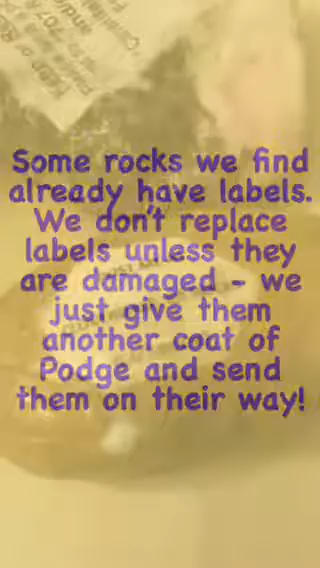 Some rocks we find
already have labels.
We don't replace
labels unless they
are damaged - we
just give them
another coat of
Podge and send
them on their way!